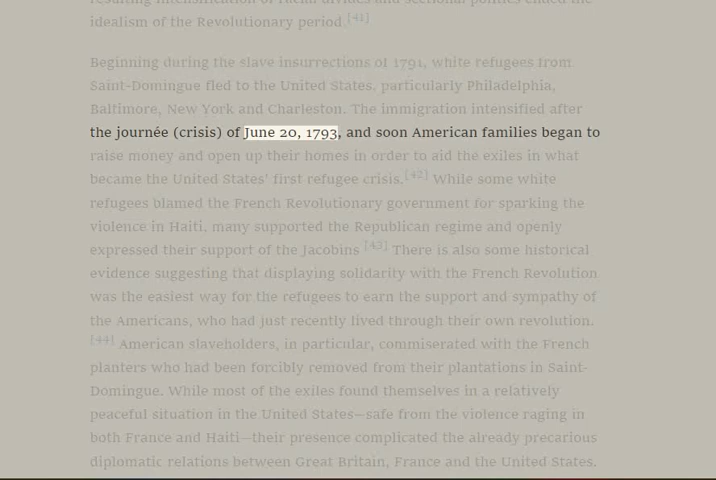 idealism of the Revolutionary period.[41]
Beginning during the slave insurrections of 1791, white refugees from
Saint-Domingue fled to the United States, particularly Philadelphia,
Baltimore, New York and Charleston. The immigration intensified after
the journée (crisis) of June 20, 1793, and soon American families began to
raise money and open up their homes in order to aid the exiles in what
became the United States' first refugee crisis.[42] While some white
refugees blamed the French Revolutionary government for sparking the
violence in Haiti, many supported the Republican regime and openly
expressed their support of the Jacobins [43] There is also some historical
evidence suggesting that displaying solidarity with the French Revolution
was the easiest way for the refugees to earn the support and sympathy of
the Americans, who had just recently lived through their own revolution.
[44] American slaveholders, in particular, commiserated with the French
planters who had been forcibly removed from their plantations in Saint-
Domingue. While most of the exiles found themselves in a relatively
peaceful situation in the United States—safe from the violence raging in
both France and Haiti—their presence complicated the already precarious
diplomatic relations between Great Britain, France and the United States.